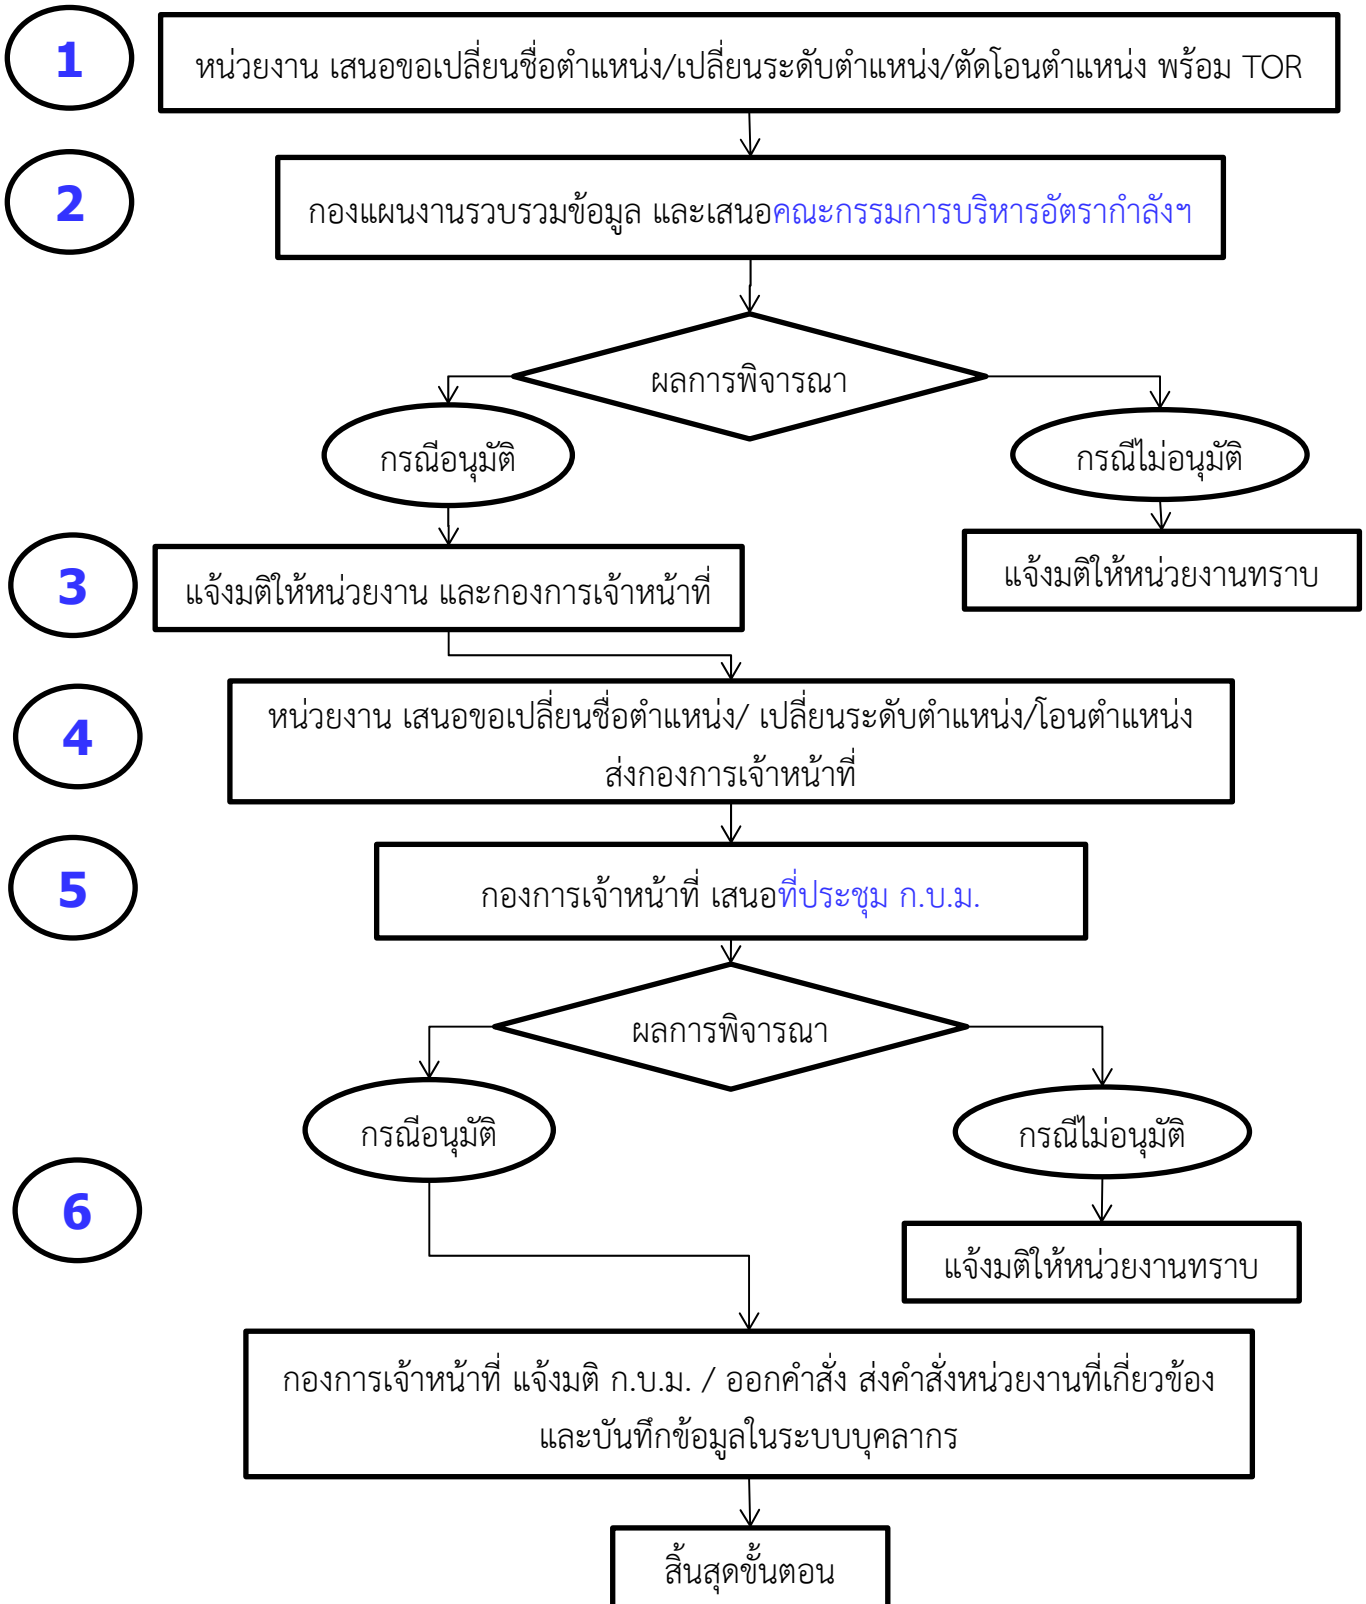 1
หน่วยงาน เสนอขอเปลี่ยนชื่อตำแหน่ง/เปลี่ยนระดับตำแหน่ง/ตัดโอนตำแหน่ง พร้อม TOR
2
กองแผนงานรวบรวมข้อมูล และเสนอคณะกรรมการบริหารอัตรากำลังฯ
ผลการพิจารณา
กรณีอนุมัติ
กรณีไม่อนุมัติ
3
แจ้งมติให้หน่วยงาน และกองการเจ้าหน้าที่
แจ้งมติให้หน่วยงานทราบ
4
หน่วยงาน เสนอขอเปลี่ยนชื่อตำแหน่ง/ เปลี่ยนระดับตำแหน่ง/โอนตำแหน่ง
ส่งกองการเจ้าหน้าที่
5
กองการเจ้าหน้าที่ เสนอที่ประชุม ก.บ.ม.
ผลการพิจารณา
กรณีอนุมัติ
กรณีไม่อนุมัติ
6
แจ้งมติให้หน่วยงานทราบ
กองการเจ้าหน้าที่ แจ้งมติ ก.บ.ม. / ออกคำสั่ง ส่งคำสั่งหน่วยงานที่เกี่ยวข้อง
และบันทึกข้อมูลในระบบบุคลากร
สิ้นสุดขั้นตอน